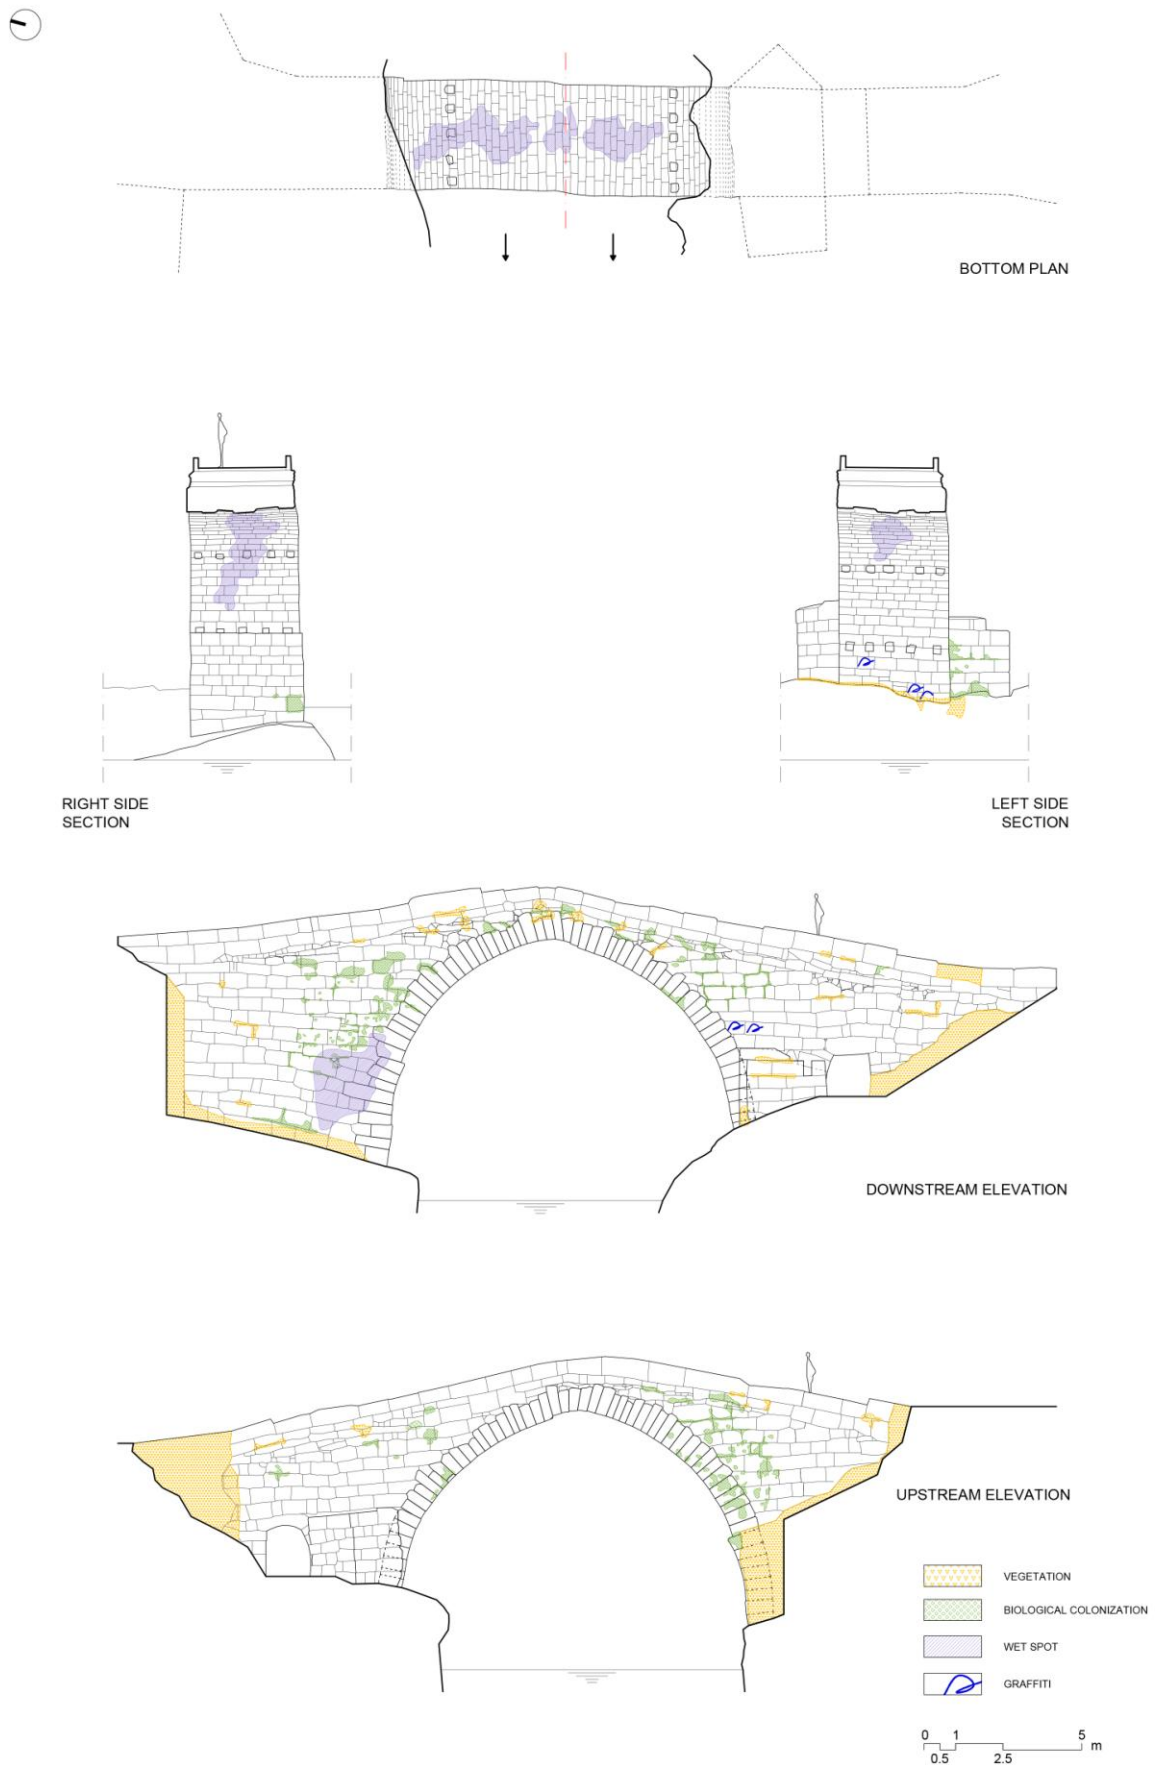 BOTTOM PLAN
RIGHT SIDE
SECTION
LEFT SIDE
SECTION
DOWNSTREAM ELEVATION
UPSTREAM ELEVATION
VEGETATION
BIOLOGICAL COLONIZATION
WET SPOT
GRAFFITI
0 1 5 m
0.5 2.5